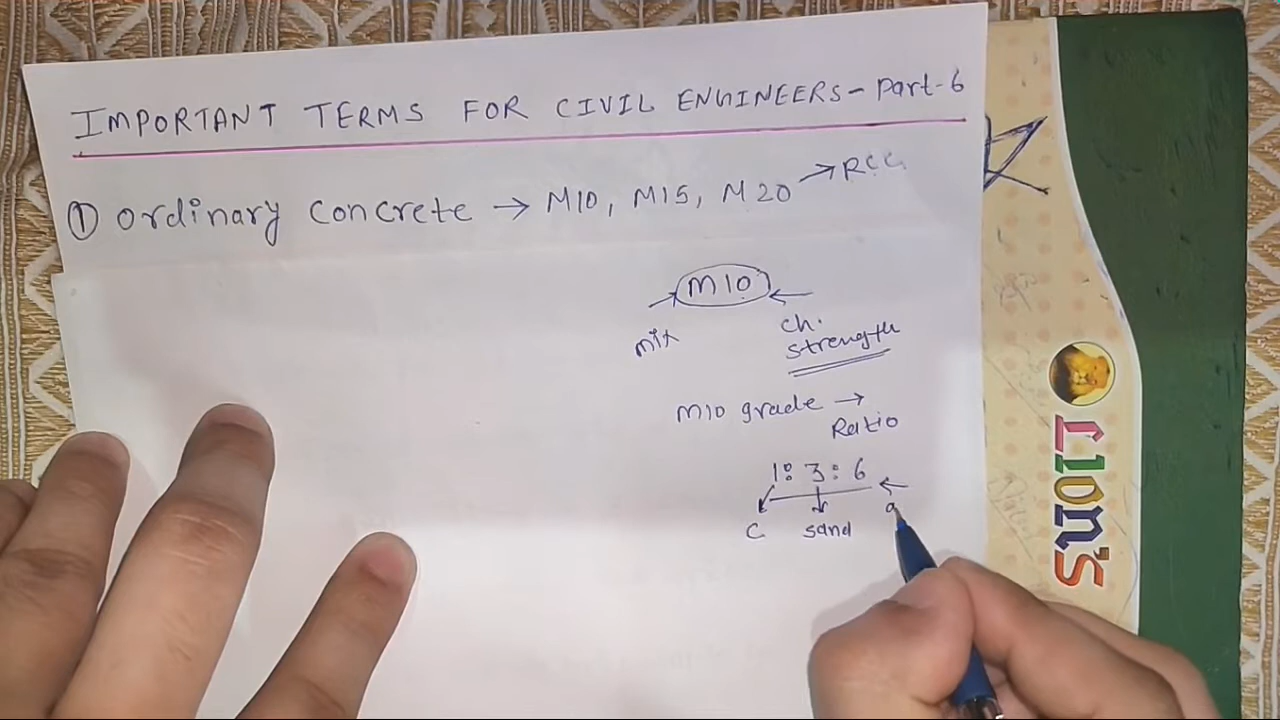 IMPORTANT TERMS FOR CIVIL ENGINEERS - Part-6
① Ordinary Concrete → M10, M15, M20 → RCC
M10
mix
ch.
strength
M10 grade →
Ratio
1: 3: 6 ←
C sand a
LION'S